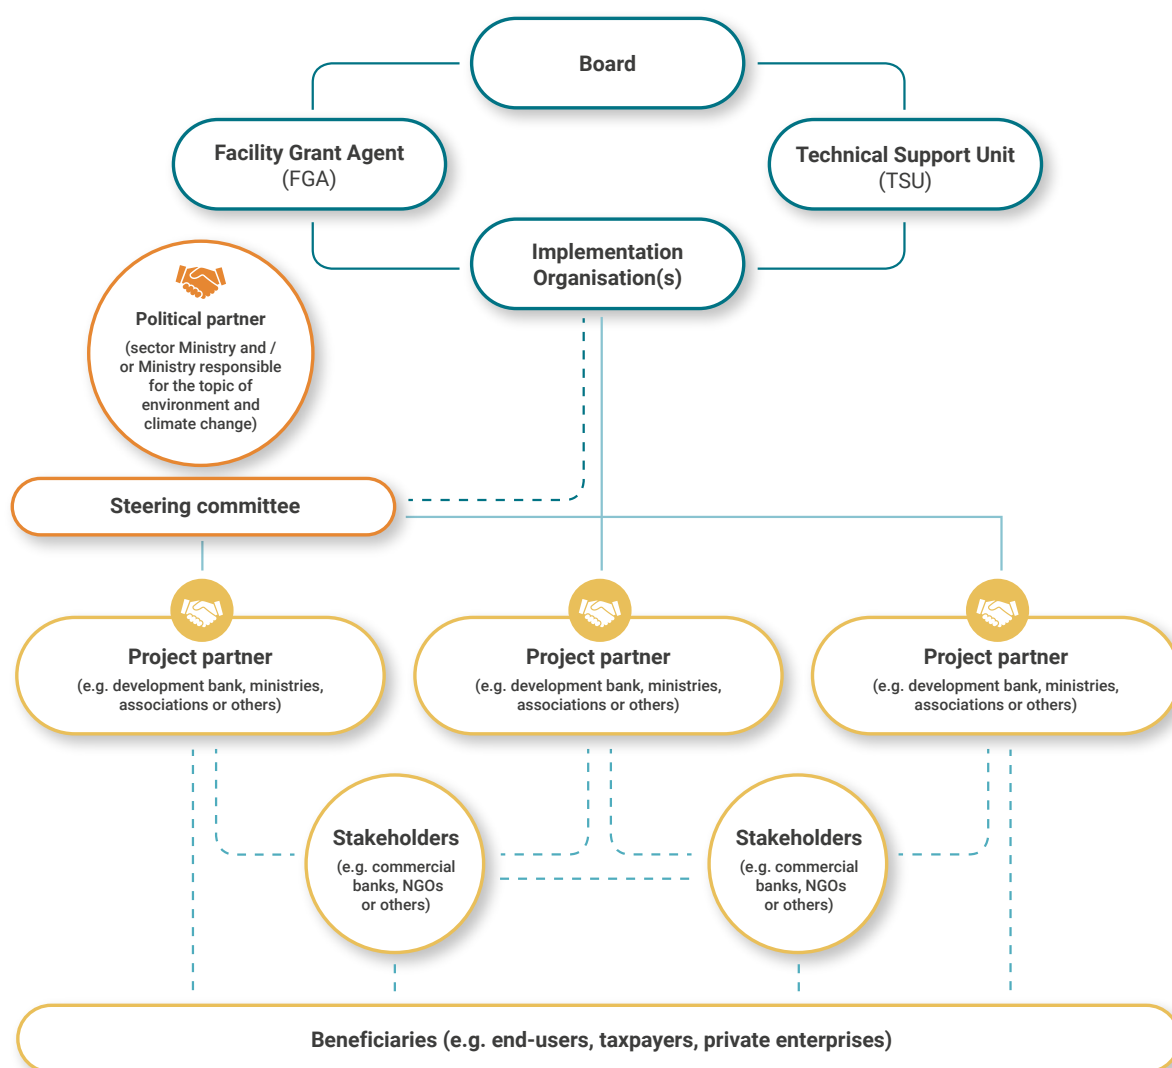 Board
Facility Grant Agent
(FGA)
Technical Support Unit
(TSU)
Implementation
Organisation(s)
Political partner
(sector Ministry and /
or Ministry responsible
for the topic of
environment and
climate change)
Steering committee
Project partner
(e.g. development bank, ministries,
associations or others)
Project partner
(e.g. development bank, ministries,
associations or others)
Project partner
(e.g. development bank, ministries,
associations or others)
Stakeholders
(e.g. commercial
banks, NGOs
or others)
Stakeholders
(e.g. commercial
banks, NGOs
or others)
Beneficiaries (e.g. end-users, taxpayers, private enterprises)